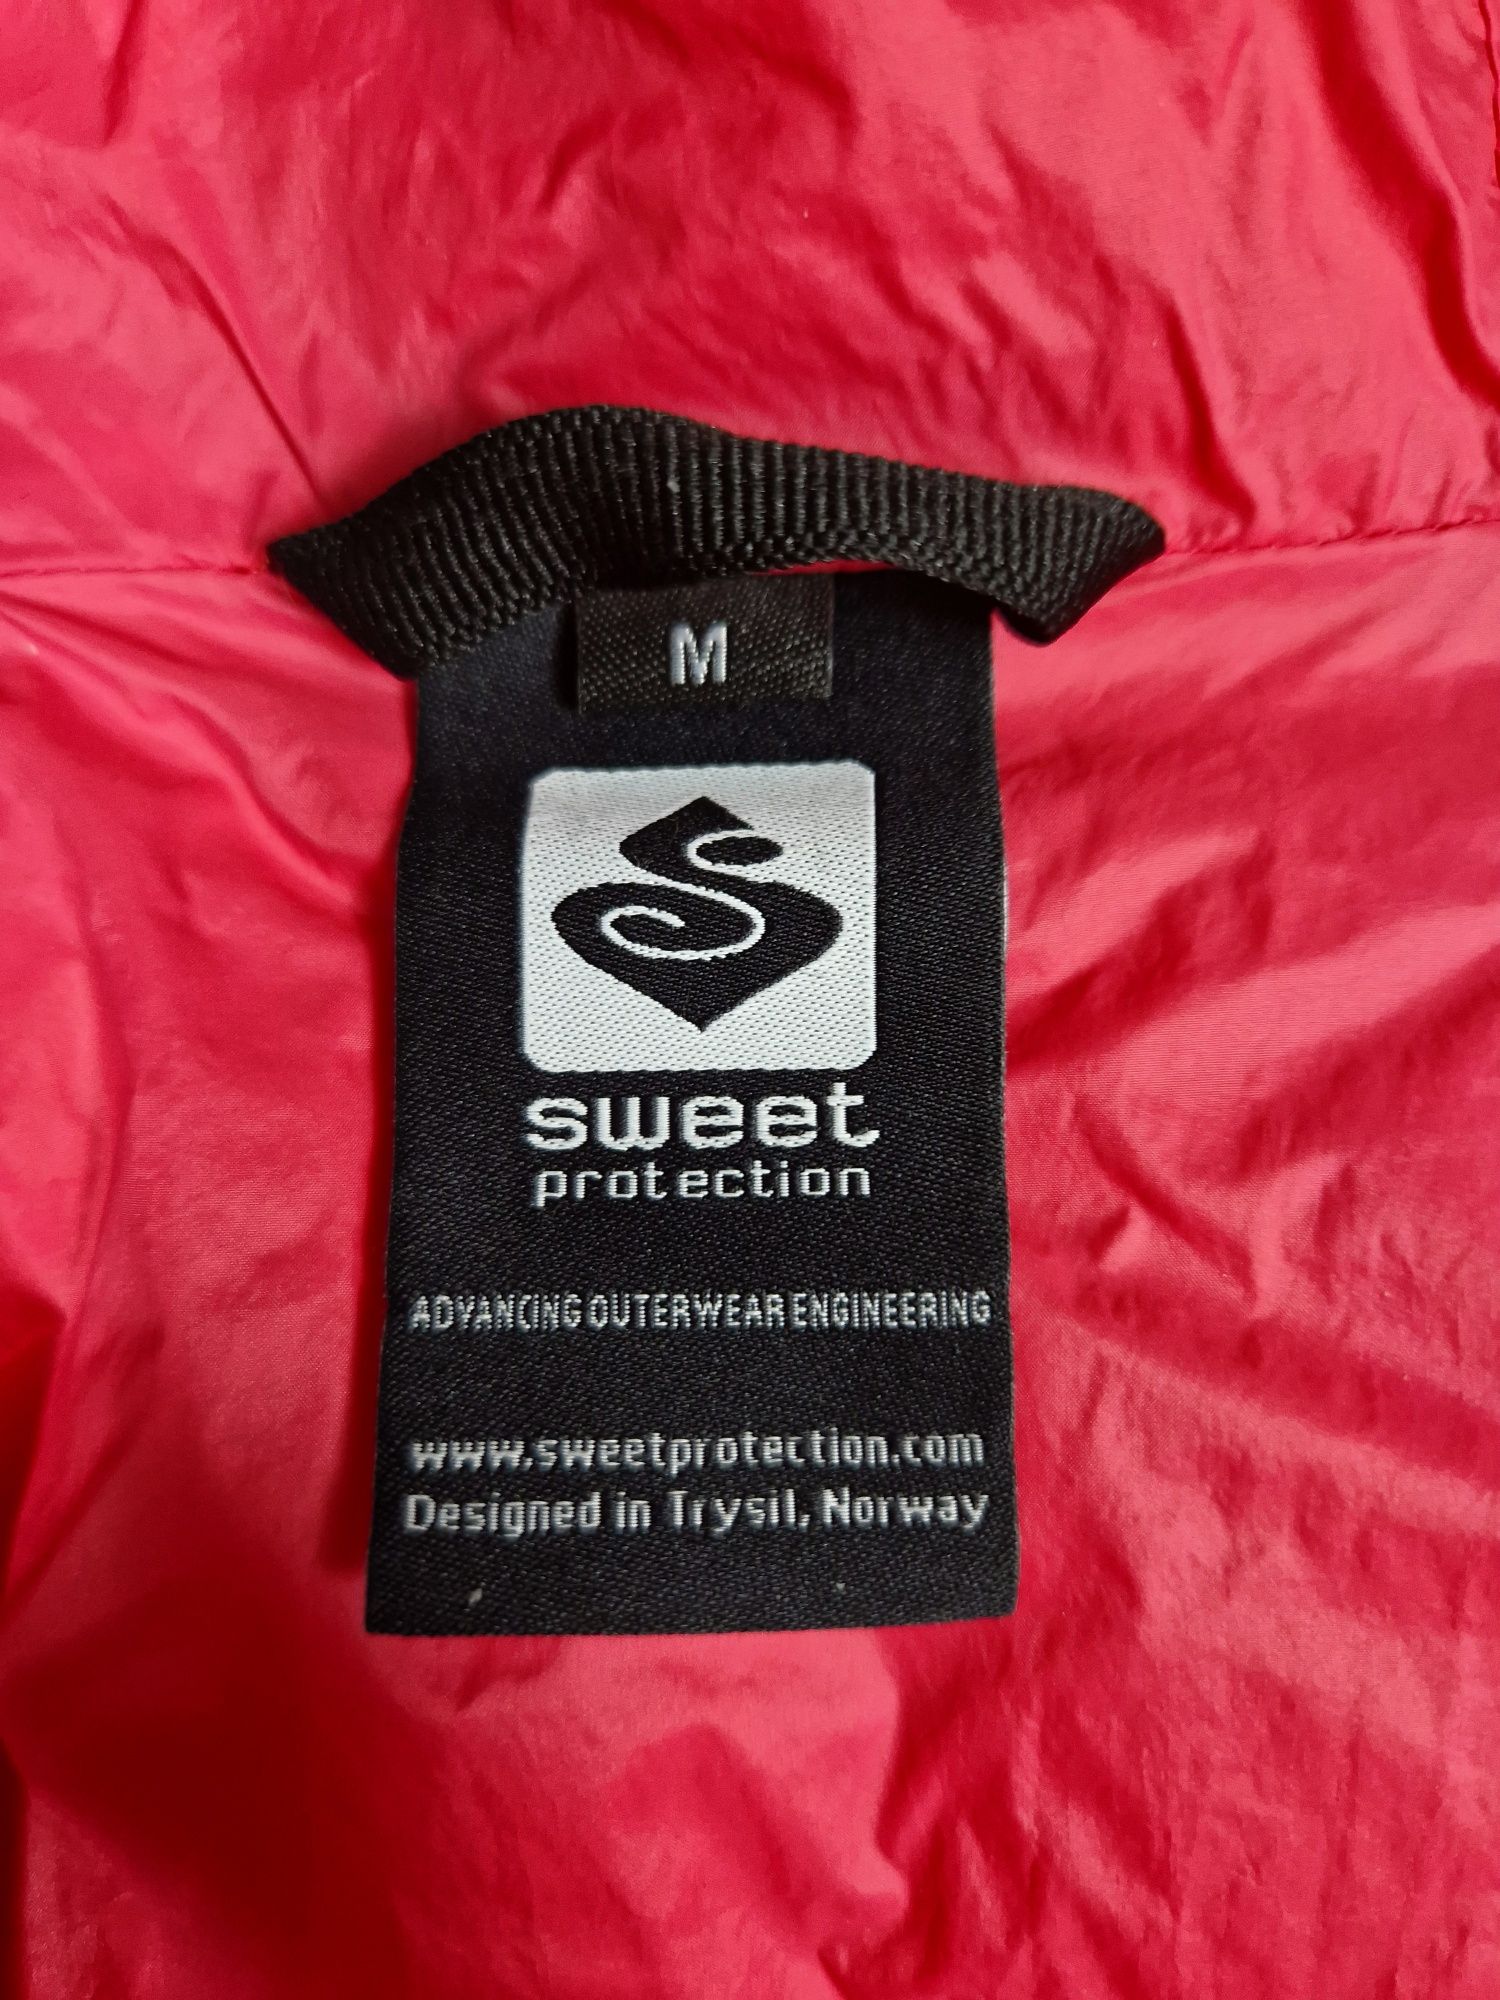 M
sweet
protection
ADVANCING OUTERWEAR ENGINEERING
www.sweetprotection.com
Designed in Trysil, Norway